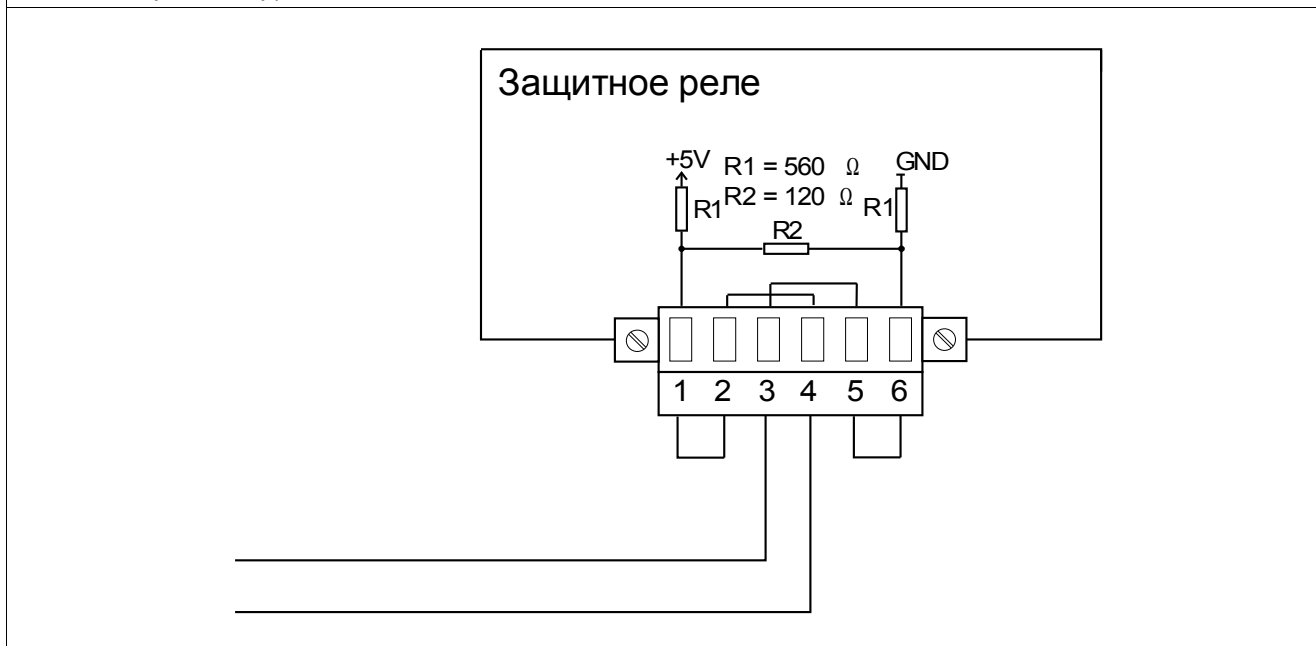 Защитное реле
+5V R1 = 560 Ω GND
R1 R2 = 120 Ω R1
R2
1 2 3 4 5 6